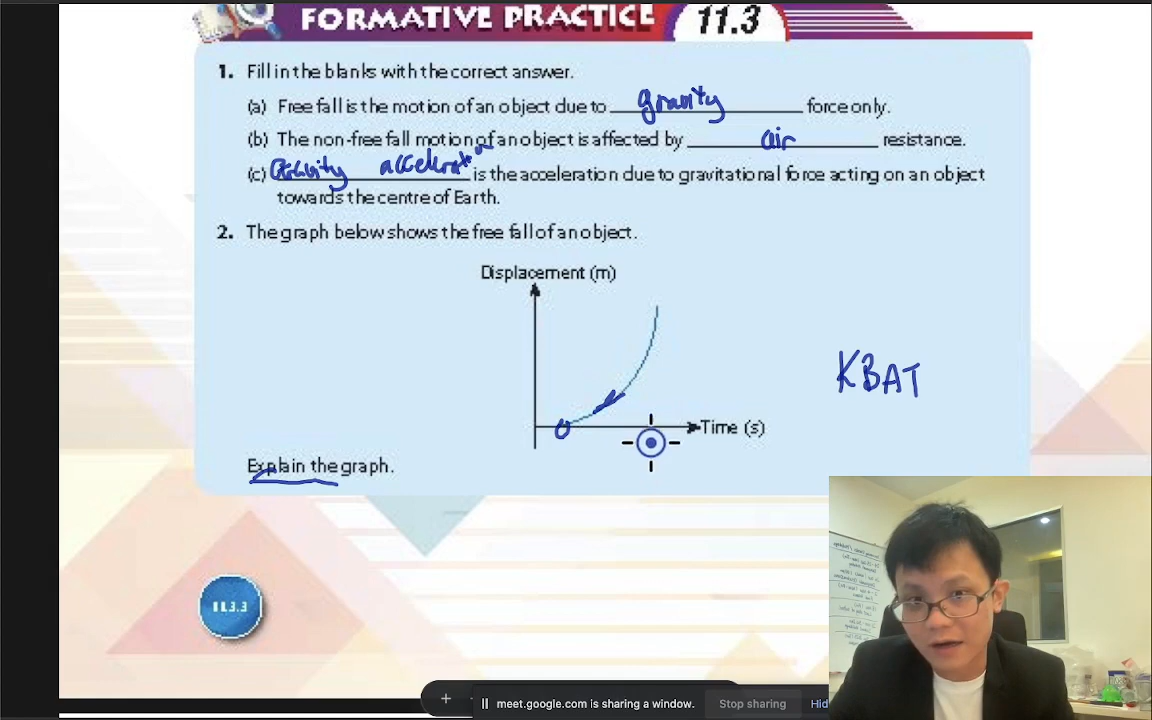 FORMATIVE PRACTICE 11.3
1. Fill in the blanks with the correct answer.
(a) Free fall is the motion of an object due to gravity force only.
(b) The non-free fall motion of an object is affected by air resistance.
(c) Gravity acceleration is the acceleration due to gravitational force acting on an object
towards the centre of Earth.
2. The graph below shows the free fall of an object.
Displacement (m)
KBAT
Time (s)
Explain the graph.
11.3.3
+
meet.google.com is sharing a window.
Stop sharing
Hid